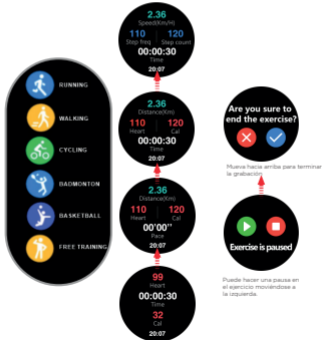 RUNNING
WALKING
CYCLING
BADMONTON
BASKETBALL
FREE TRAINING
2.36
Speed(Km/H)
110 120
Step freq Step count
00:00:30
Time
20:07
2.36
Distance(Km)
110 120
Heart Cal
00:00:30
Time
20:07
2.36
Distance(Km)
110 120
Heart Cal
00'00"
Pace
20:07
99
Heart
00:00:30
Time
32
Cal
20:07
Are you sure to
end the exercise?
Mueva hacia arriba para terminar
la grabación
Exercise is paused
Puede hacer una pausa en
el ejercicio moviéndose a
la izquierda.